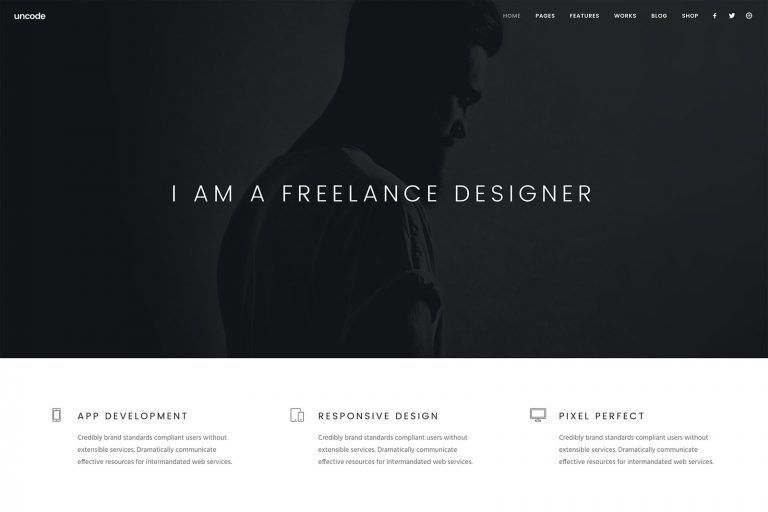 uncode
HOME PAGES FEATURES WORKS BLOG SHOP
I AM A FREELANCE DESIGNER
APP DEVELOPMENT
Credibly brand standards compliant users without
extensible services. Dramatically communicate
effective resources for intermandated web services.
RESPONSIVE DESIGN
Credibly brand standards compliant users without
extensible services. Dramatically communicate
effective resources for intermandated web services.
PIXEL PERFECT
Credibly brand standards compliant users without
extensible services. Dramatically communicate
effective resources for intermandated web services.